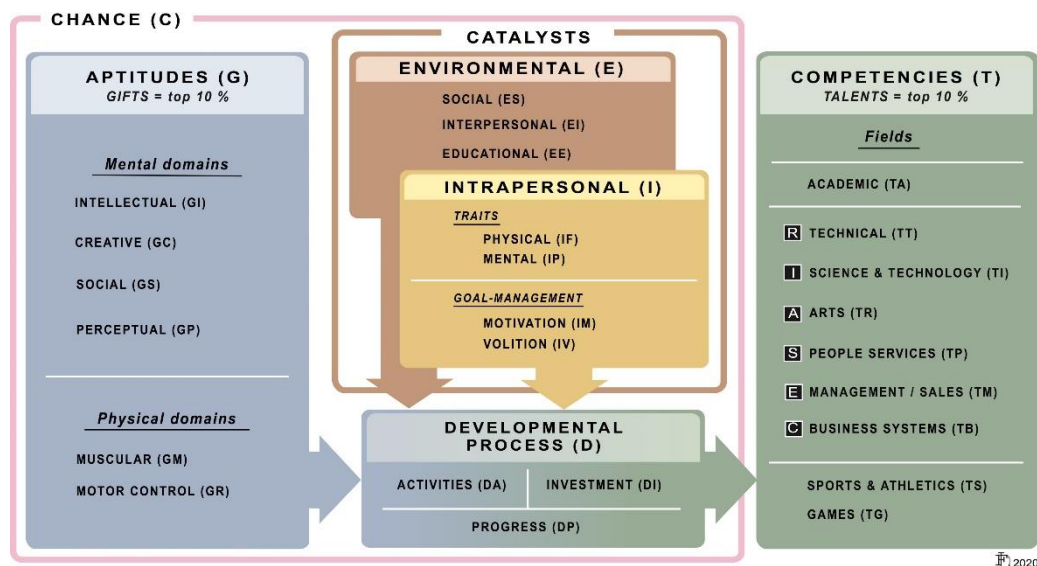 CHANCE (C)
APTITUDES (G)
GIFTS = top 10 %
Mental domains
INTELLECTUAL (GI)
CREATIVE (GC)
SOCIAL (GS)
PERCEPTUAL (GP)
Physical domains
MUSCULAR (GM)
MOTOR CONTROL (GR)
CATALYSTS
ENVIRONMENTAL (E)
SOCIAL (ES)
INTERPERSONAL (EI)
EDUCATIONAL (EE)
INTRAPERSONAL (I)
TRAITS
PHYSICAL (IF)
MENTAL (IP)
GOAL-MANAGEMENT
MOTIVATION (IM)
VOLITION (IV)
DEVELOPMENTAL
PROCESS (D)
ACTIVITIES (DA)
INVESTMENT (DI)
PROGRESS (DP)
COMPETENCIES (T)
TALENTS = top 10 %
Fields
ACADEMIC (TA)
R TECHNICAL (TT)
I SCIENCE & TECHNOLOGY (TI)
A ARTS (TR)
S PEOPLE SERVICES (TP)
E MANAGEMENT / SALES (TM)
C BUSINESS SYSTEMS (TB)
SPORTS & ATHLETICS (TS)
GAMES (TG)
2020